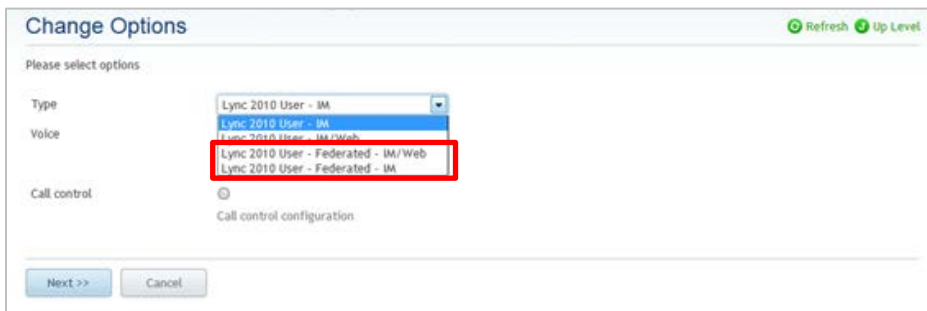 Change Options
Refresh Up Level
Please select options
Type Lync 2010 User - IM
Lync 2010 User - IM
Voice Lync 2010 User - IM/Web
Lync 2010 User - Federated - IM/Web
Lync 2010 User - Federated - IM
Call control
Call control configuration
Next >> Cancel